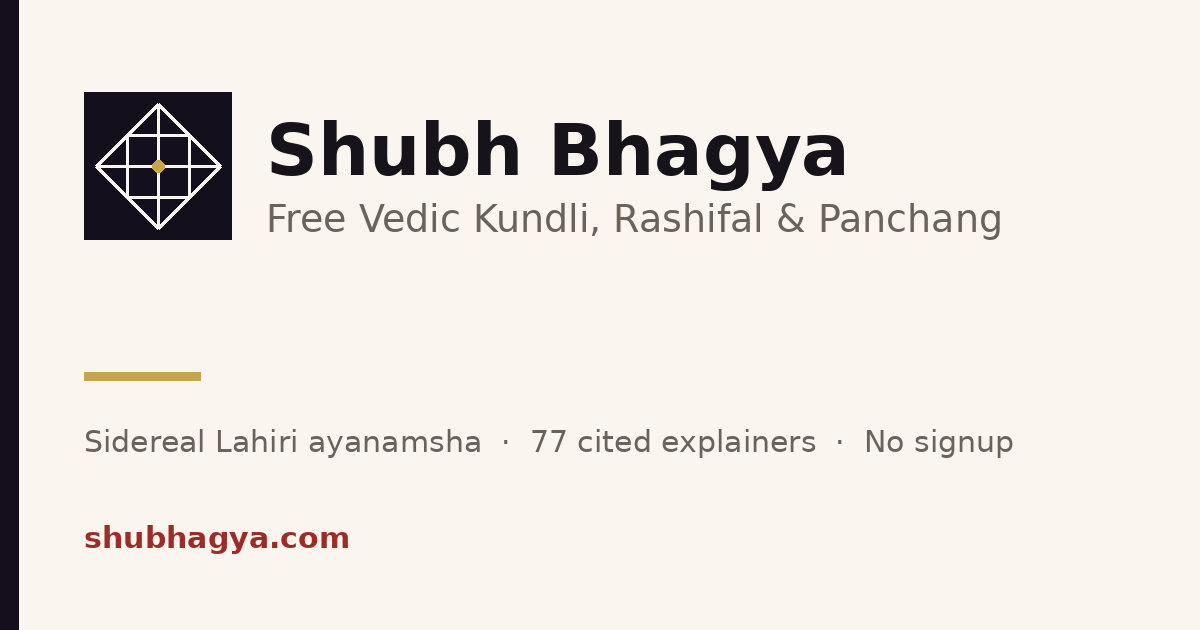 Shubh Bhagya
Free Vedic Kundli, Rashifal & Panchang
Sidereal Lahiri ayanamsha · 77 cited explainers · No signup
shubhagya.com